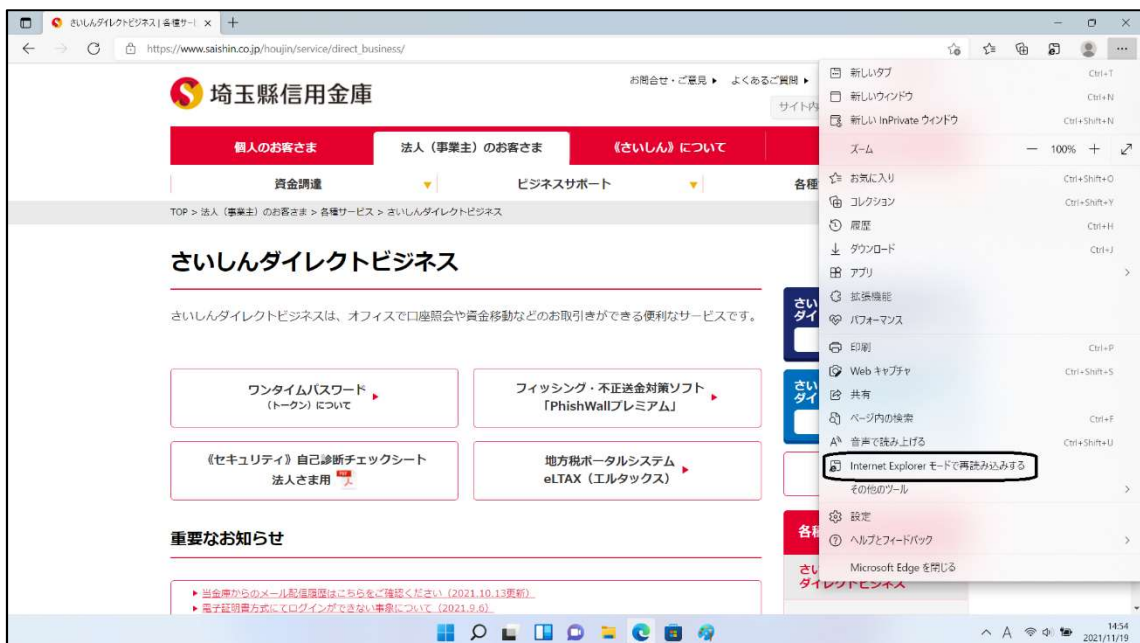 さいしんダイレクトビジネス | 各種サー
https://www.saishin.co.jp/houjin/service/direct_business/
埼玉縣信用金庫
お問合せ・ご意見
よくあるご質問
サイト内
個人のお客さま
法人（事業主）のお客さま
《さいしん》について
資金調達
ビジネスサポート
各種
TOP > 法人（事業主）のお客さま > 各種サービス > さいしんダイレクトビジネス
さいしんダイレクトビジネス
さいしんダイレクトビジネスは、オフィスで口座照会や資金移動などのお取引きができる便利なサービスです。
ワンタイムパスワード
（トークン）について
フィッシング・不正送金対策ソフト
「PhishWallプレミアム」
《セキュリティ》自己診断チェックシート
法人さま用
地方税ポータルシステム
eLTAX（エルタックス）
重要なお知らせ
当金庫からのメール配信履歴はこちらをご確認ください（2021.10.13更新）
電子証明書方式にてログインができない事象について（2021.9.6）
さい
ダイ
さい
ダイ
各種
さい
ダイレクトビジネス
新しいタブ Ctrl+T
新しいウィンドウ Ctrl+N
新しい InPrivate ウィンドウ Ctrl+Shift+N
ズーム － 100% ＋
お気に入り Ctrl+Shift+O
コレクション Ctrl+Shift+Y
履歴 Ctrl+H
ダウンロード Ctrl+J
アプリ
拡張機能
パフォーマンス
印刷 Ctrl+P
Web キャプチャ Ctrl+Shift+S
共有
ページ内の検索 Ctrl+F
音声で読み上げる Ctrl+Shift+U
Internet Explorer モードで再読み込みする
その他のツール
設定
ヘルプとフィードバック
Microsoft Edge を閉じる
A
14:54
2021/11/19